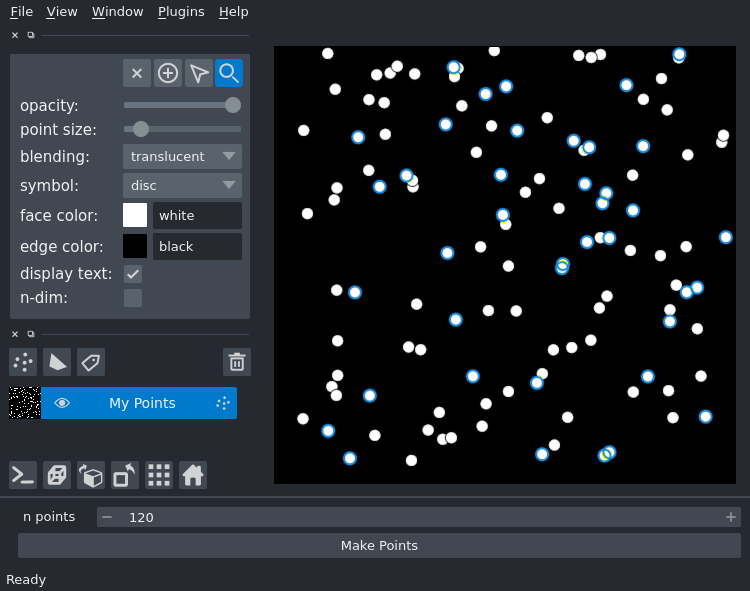 File View Window Plugins Help
opacity:
point size:
blending: translucent
symbol: disc
face color: white
edge color: black
display text:
n-dim:
My Points
n points 120
Make Points
Ready